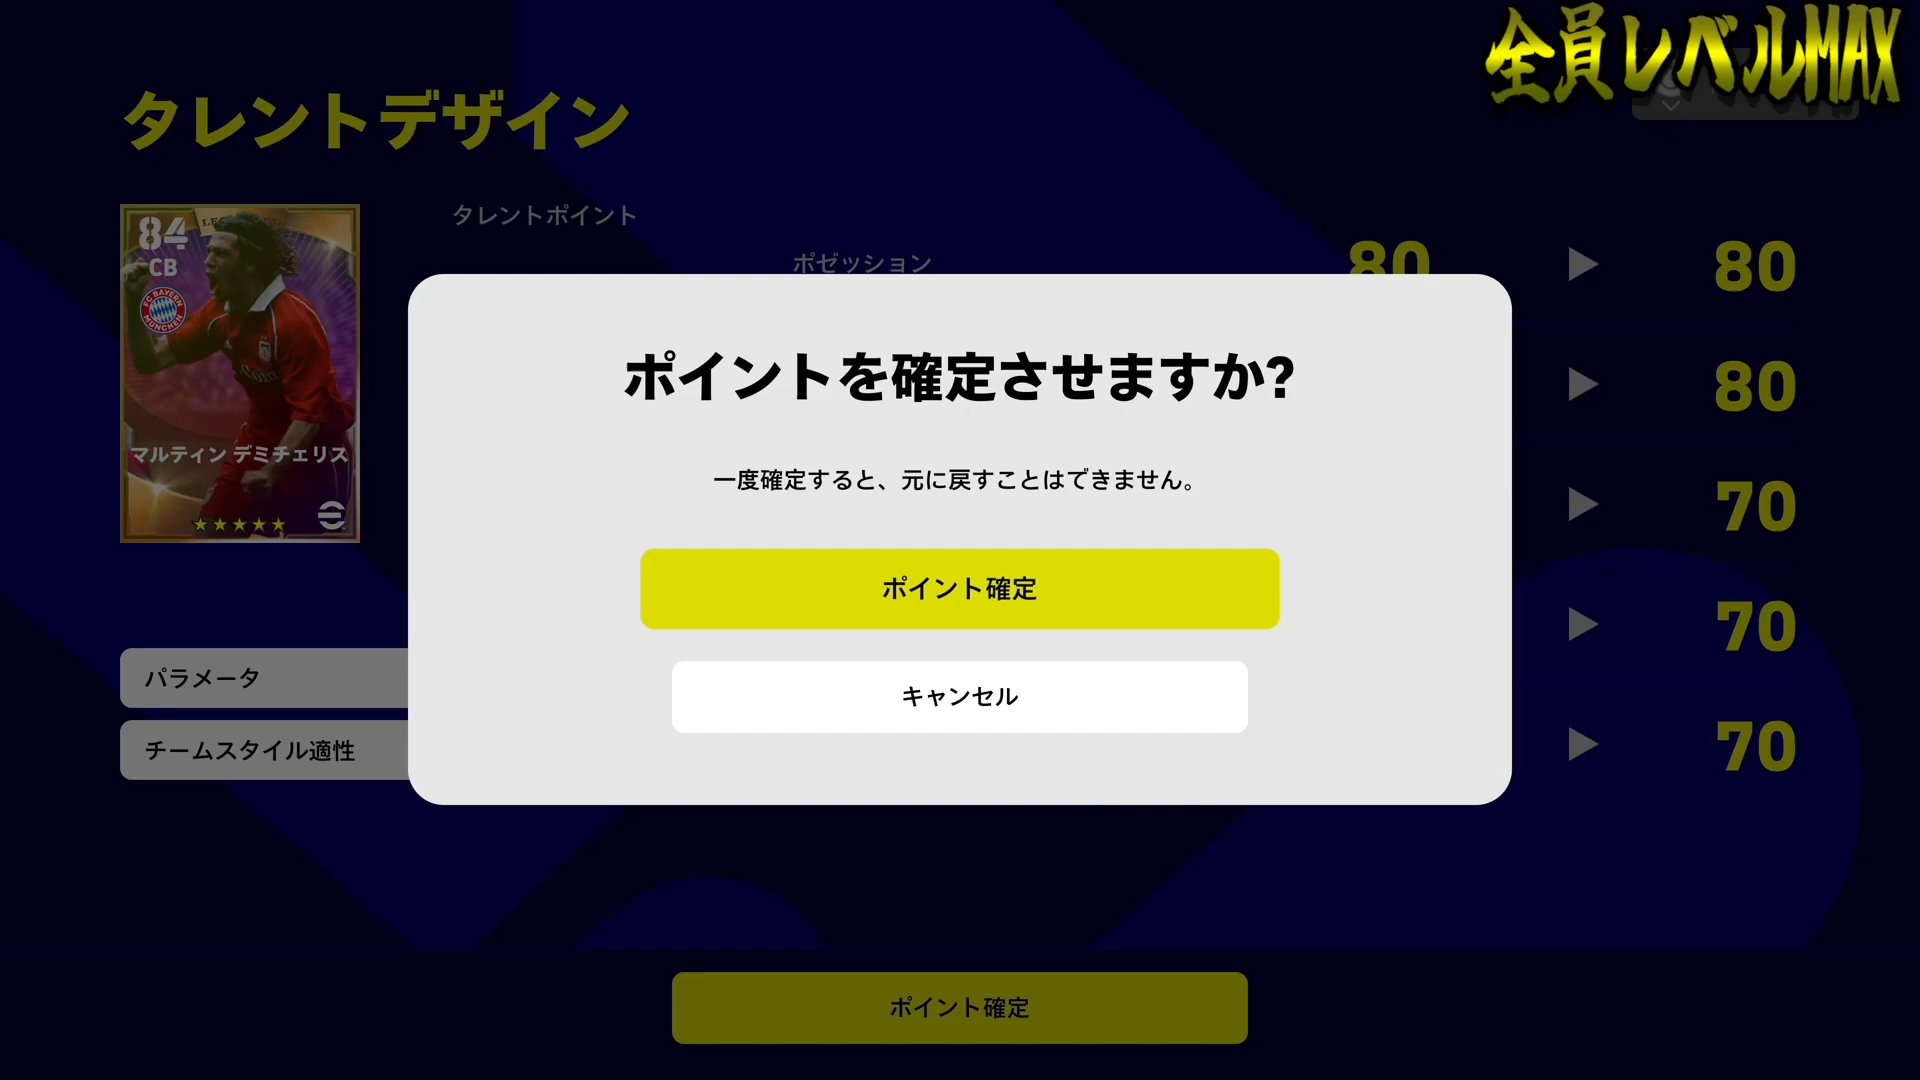 全員レベルMAX
タレントデザイン
84
CB
FC BAYERN
MÜNCHEN
マルティン デミチェリス
タレントポイント
ポゼッション
80 80
80
70
70
70
パラメータ
チームスタイル適性
ポイントを確定させますか?
一度確定すると、元に戻すことはできません。
ポイント確定
キャンセル
ポイント確定